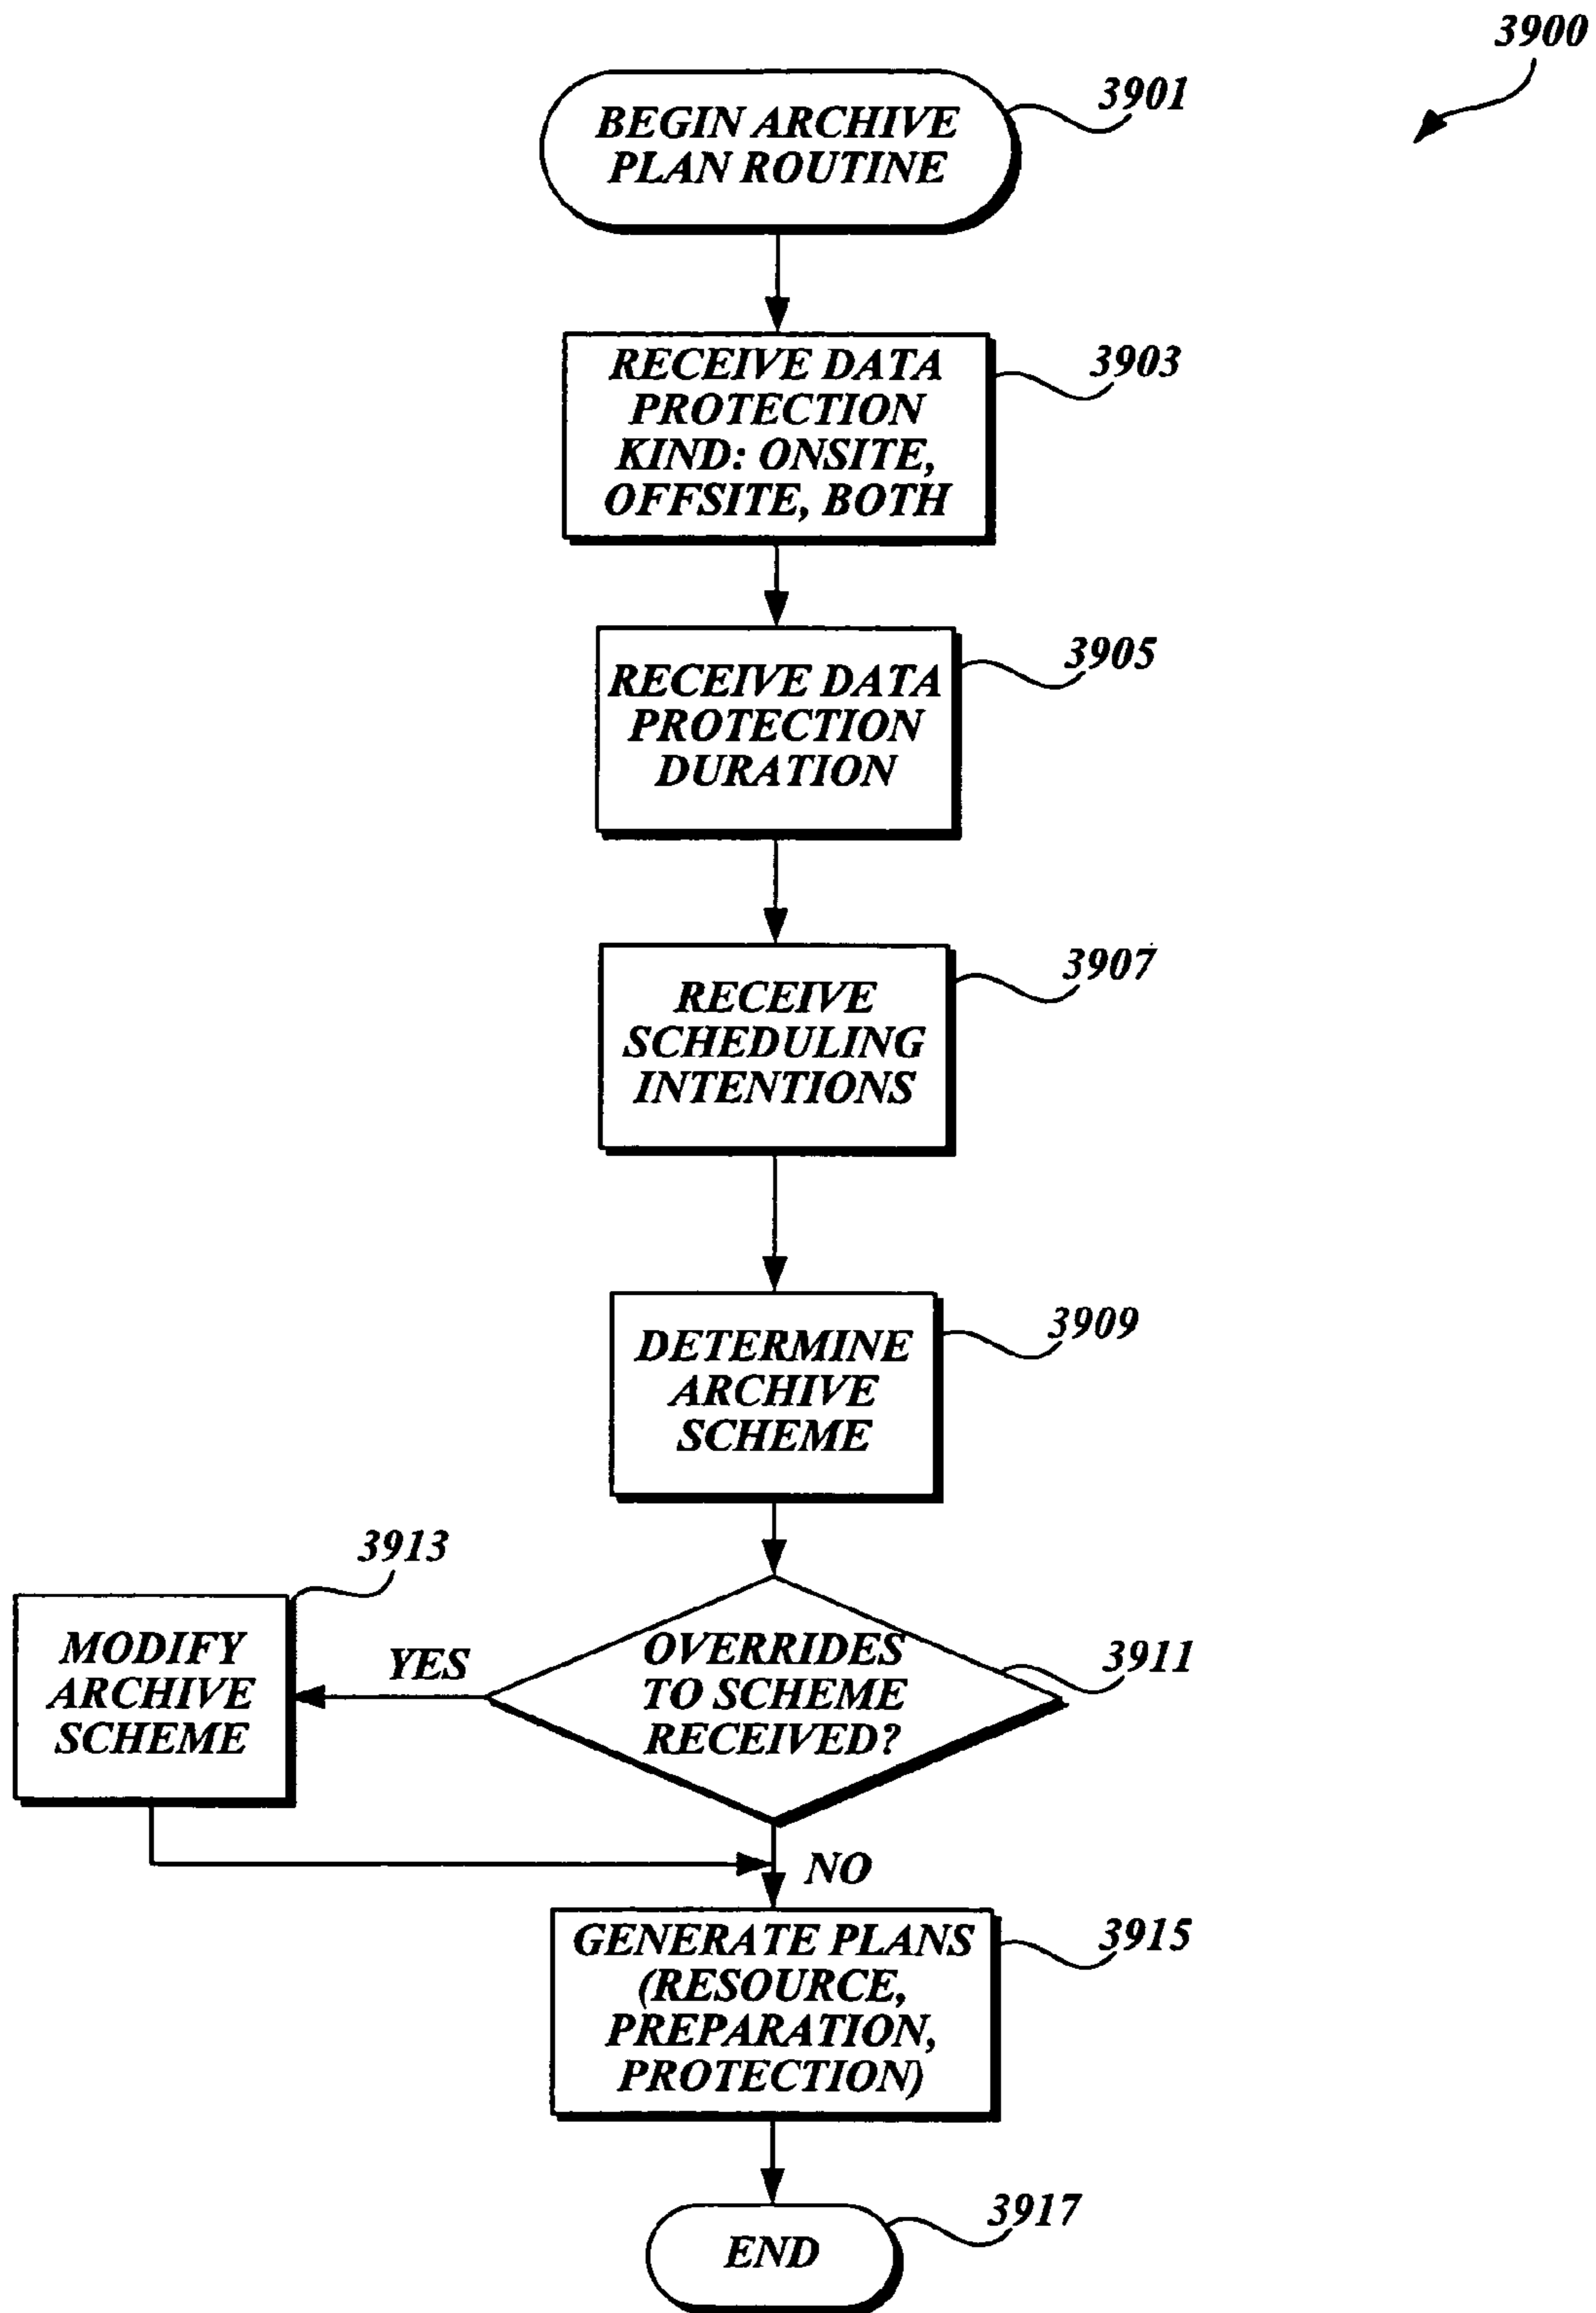 3900
BEGIN ARCHIVE
PLAN ROUTINE
3901
RECEIVE DATA
PROTECTION
KIND: ONSITE,
OFFSITE, BOTH
3903
RECEIVE DATA
PROTECTION
DURATION
3905
RECEIVE
SCHEDULING
INTENTIONS
3907
DETERMINE
ARCHIVE
SCHEME
3909
OVERRIDES
TO SCHEME
RECEIVED?
3911
YES
MODIFY
ARCHIVE
SCHEME
3913
NO
GENERATE PLANS
(RESOURCE,
PREPARATION,
PROTECTION)
3915
END
3917